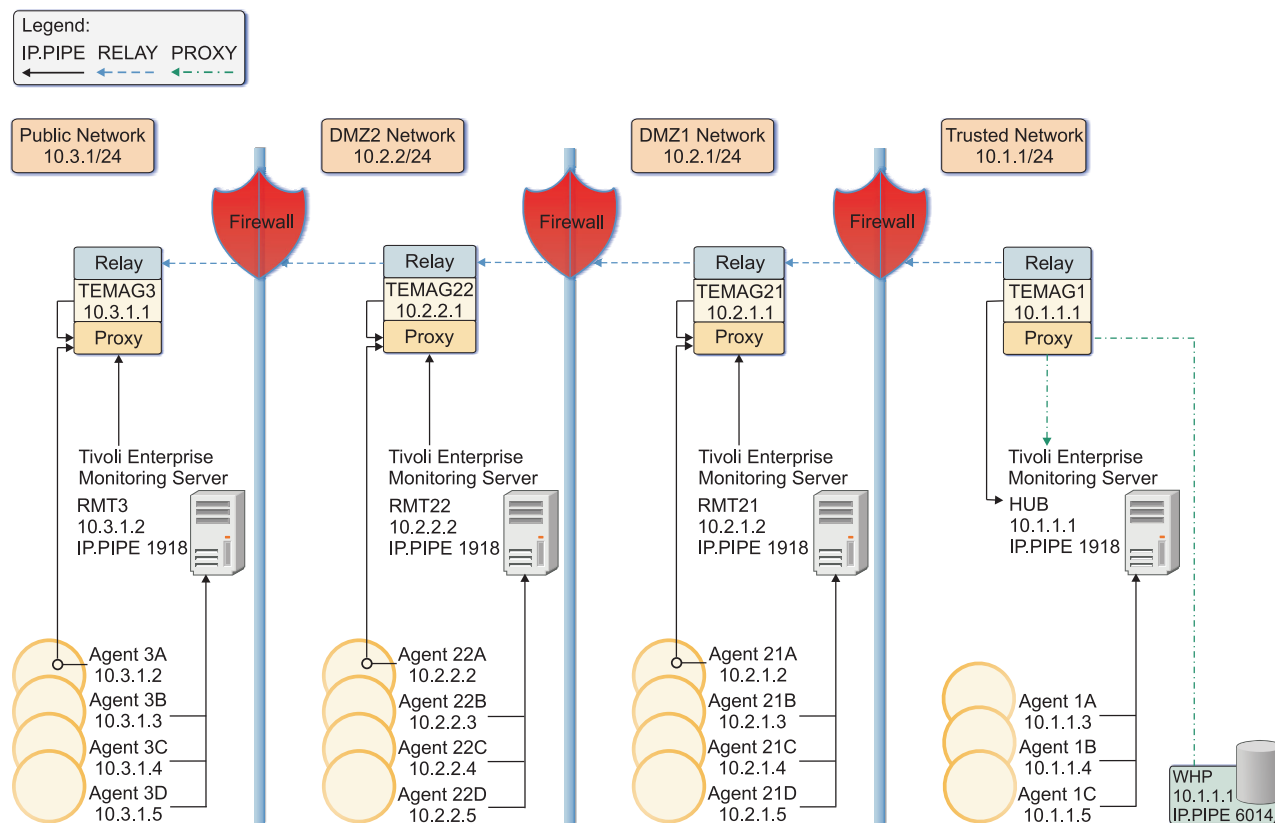 Legend:
IP.PIPE RELAY PROXY
Public Network
10.3.1/24
DMZ2 Network
10.2.2/24
DMZ1 Network
10.2.1/24
Trusted Network
10.1.1/24
Firewall
Firewall
Firewall
Relay
TEMAG3
10.3.1.1
Proxy
Relay
TEMAG22
10.2.2.1
Proxy
Relay
TEMAG21
10.2.1.1
Proxy
Relay
TEMAG1
10.1.1.1
Proxy
Tivoli Enterprise
Monitoring Server
RMT3
10.3.1.2
IP.PIPE 1918
Tivoli Enterprise
Monitoring Server
RMT22
10.2.2.2
IP.PIPE 1918
Tivoli Enterprise
Monitoring Server
RMT21
10.2.1.2
IP.PIPE 1918
Tivoli Enterprise
Monitoring Server
HUB
10.1.1.1
IP.PIPE 1918
Agent 3A
10.3.1.2
Agent 3B
10.3.1.3
Agent 3C
10.3.1.4
Agent 3D
10.3.1.5
Agent 22A
10.2.2.2
Agent 22B
10.2.2.3
Agent 22C
10.2.2.4
Agent 22D
10.2.2.5
Agent 21A
10.2.1.2
Agent 21B
10.2.1.3
Agent 21C
10.2.1.4
Agent 21D
10.2.1.5
Agent 1A
10.1.1.3
Agent 1B
10.1.1.4
Agent 1C
10.1.1.5
WHP
10.1.1.1
IP.PIPE 6014